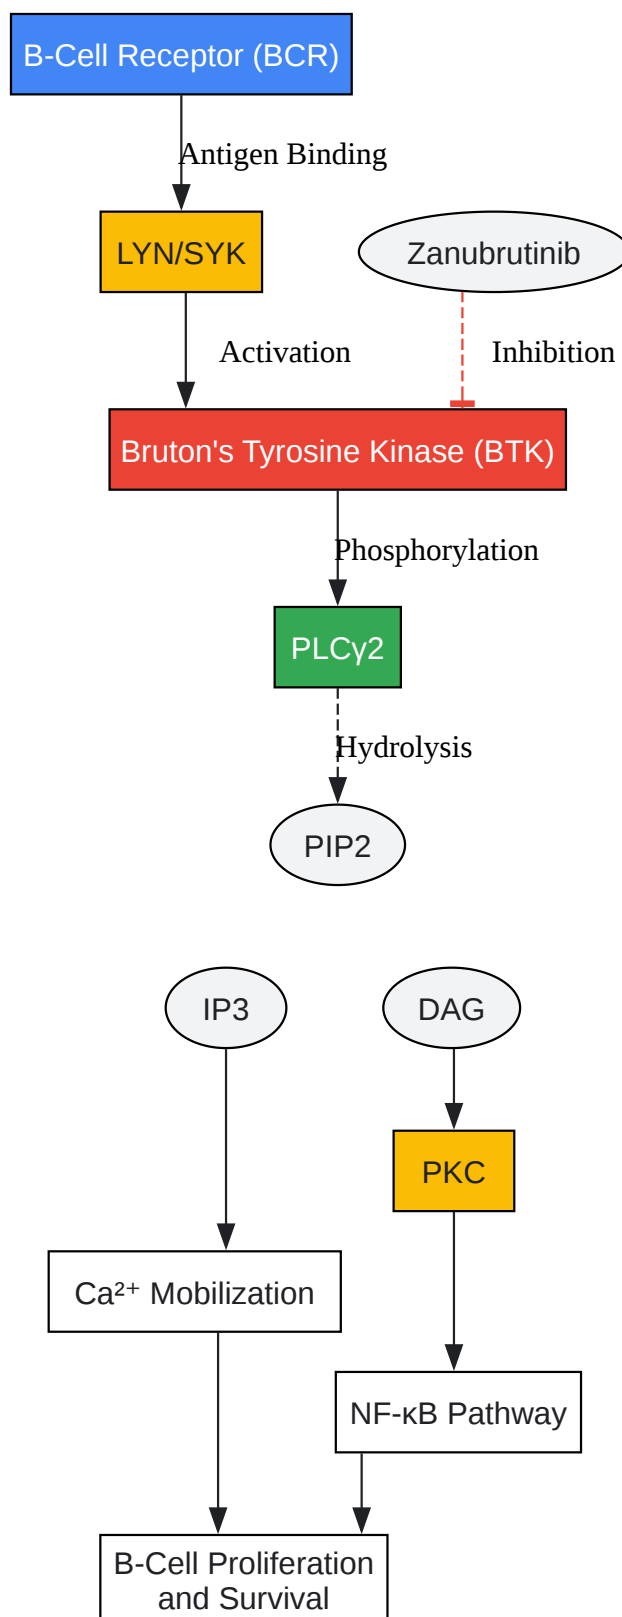 B-Cell Receptor (BCR)
Antigen Binding
LYN/SYK
Zanubrutinib
Activation
Inhibition
Bruton's Tyrosine Kinase (BTK)
Phosphorylation
PLCγ2
Hydrolysis
PIP2
IP3
DAG
PKC
Ca²⁺ Mobilization
NF-κB Pathway
B-Cell Proliferation
and Survival